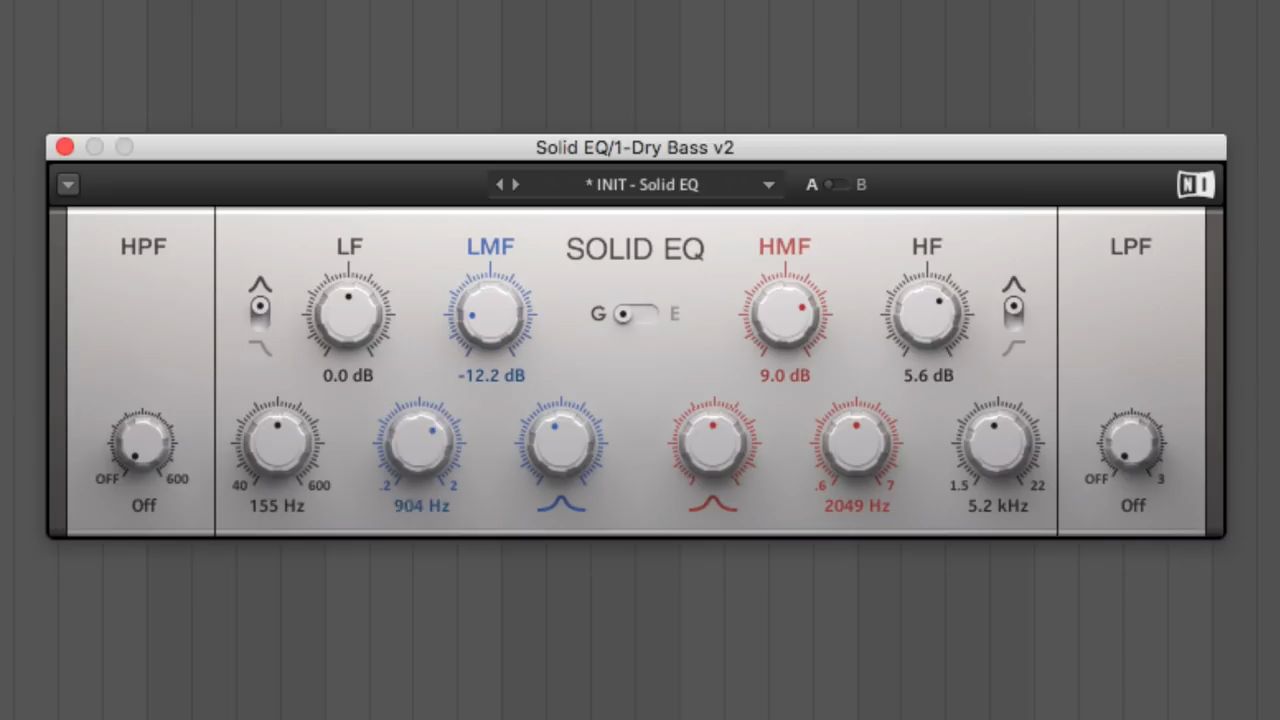 Solid EQ/1-Dry Bass v2
* INIT - Solid EQ
A B
NI
HPF LF LMF SOLID EQ HMF HF LPF
G E
0.0 dB -12.2 dB 9.0 dB 5.6 dB
OFF 600 40 600 .2 2 .6 7 1.5 22 OFF 3
Off 155 Hz 904 Hz 2049 Hz 5.2 kHz Off